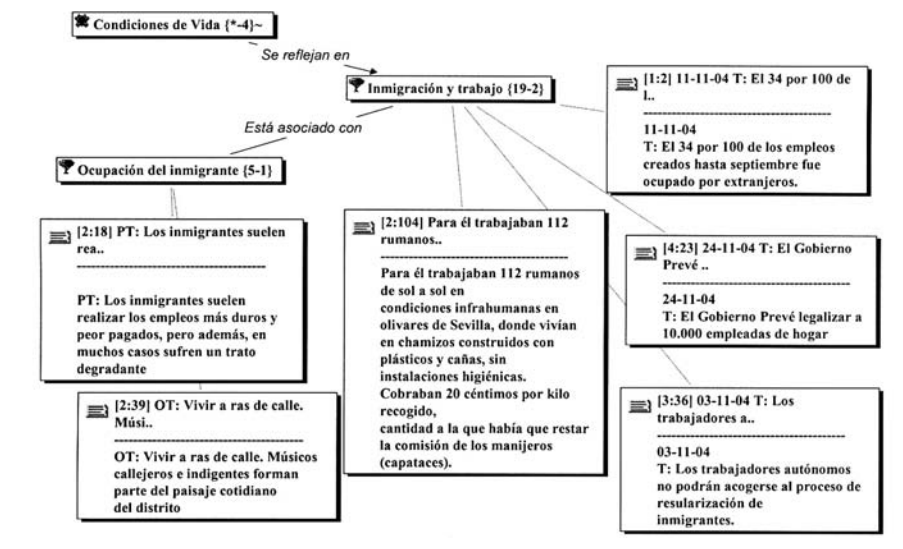 Condiciones de Vida {*-4}~
Se reflejan en
Inmigración y trabajo {19-2}
Está asociado con
Ocupación del inmigrante {5-1}
[1:2] 11-11-04 T: El 34 por 100 de
l..
------------------------------------
11-11-04
T: El 34 por 100 de los empleos
creados hasta septiembre fue
ocupado por extranjeros.
[2:18] PT: Los inmigrantes suelen
rea..
------------------------------------
PT: Los inmigrantes suelen
realizar los empleos más duros y
peor pagados, pero además, en
muchos casos sufren un trato
degradante
[2:104] Para él trabajaban 112
rumanos..
------------------------------------
Para él trabajaban 112 rumanos
de sol a sol en
condiciones infrahumanas en
olivares de Sevilla, donde vivían
en chamizos construidos con
plásticos y cañas, sin
instalaciones higiénicas.
Cobraban 20 céntimos por kilo
recogido,
cantidad a la que había que restar
la comisión de los manijeros
(capataces).
[4:23] 24-11-04 T: El Gobierno
Prevé ..
------------------------------------
24-11-04
T: El Gobierno Prevé legalizar a
10.000 empleadas de hogar
[2:39] OT: Vivir a ras de calle.
Músi..
------------------------------------
OT: Vivir a ras de calle. Músicos
callejeros e indigentes forman
parte del paisaje cotidiano
del distrito
[3:36] 03-11-04 T: Los
trabajadores a..
------------------------------------
03-11-04
T: Los trabajadores autónomos
no podrán acogerse al proceso de
resularización de
inmigrantes.